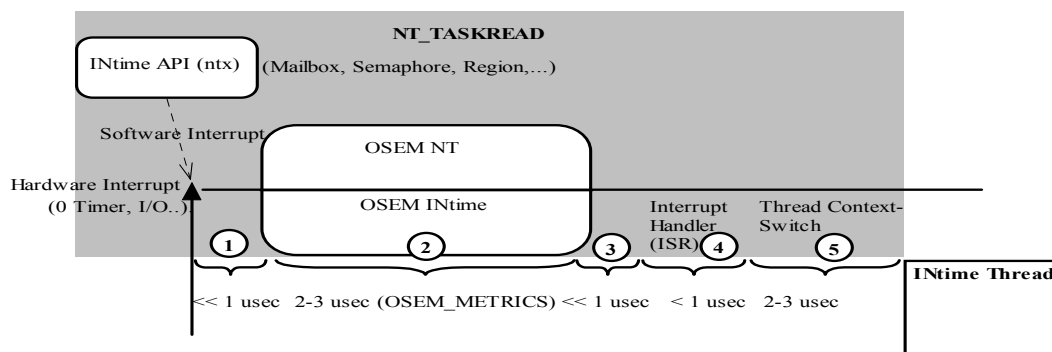 NT_TASKREAD
INtime API (ntx)
(Mailbox, Semaphore, Region,...)
Software Interrupt
OSEM NT
Hardware Interrupt
(0 Timer, I/O..)
OSEM INtime
Interrupt
Handler
(ISR)
Thread Context-
Switch
1
2
3
4
5
INtime Thread
<< 1 usec
2-3 usec (OSEM_METRICS)
<< 1 usec
< 1 usec
2-3 usec